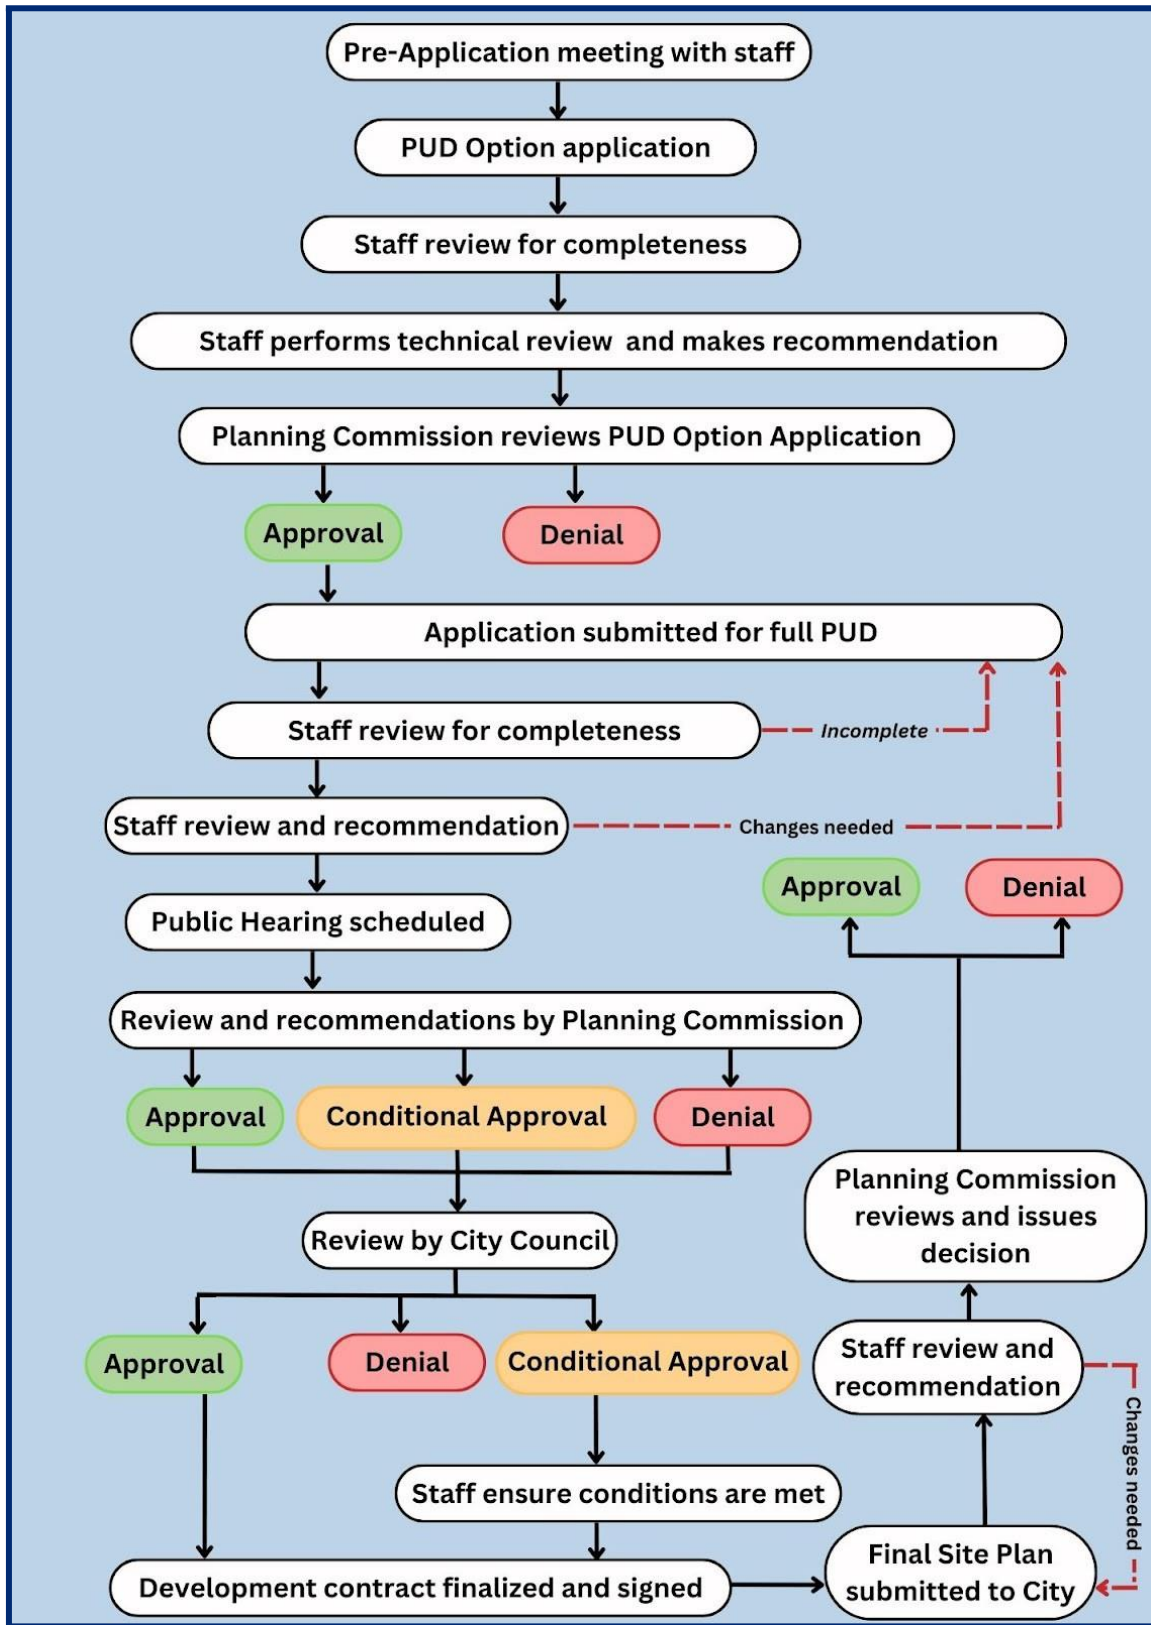 Pre-Application meeting with staff
PUD Option application
Staff review for completeness
Staff performs technical review and makes recommendation
Planning Commission reviews PUD Option Application
Approval
Denial
Application submitted for full PUD
Staff review for completeness
Incomplete
Staff review and recommendation
Changes needed
Public Hearing scheduled
Review and recommendations by Planning Commission
Approval
Conditional Approval
Denial
Review by City Council
Approval
Denial
Conditional Approval
Staff ensure conditions are met
Development contract finalized and signed
Final Site Plan
submitted to City
Changes needed
Staff review and
recommendation
Planning Commission
reviews and issues
decision
Approval
Denial